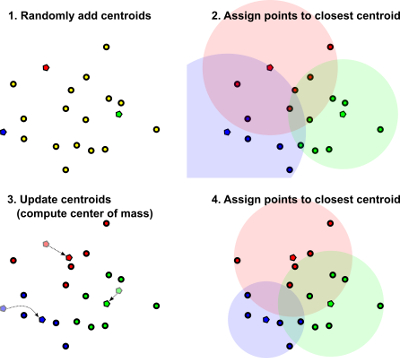 1. Randomly add centroids
2. Assign points to closest centroid
3. Update centroids
(compute center of mass)
4. Assign points to closest centroid